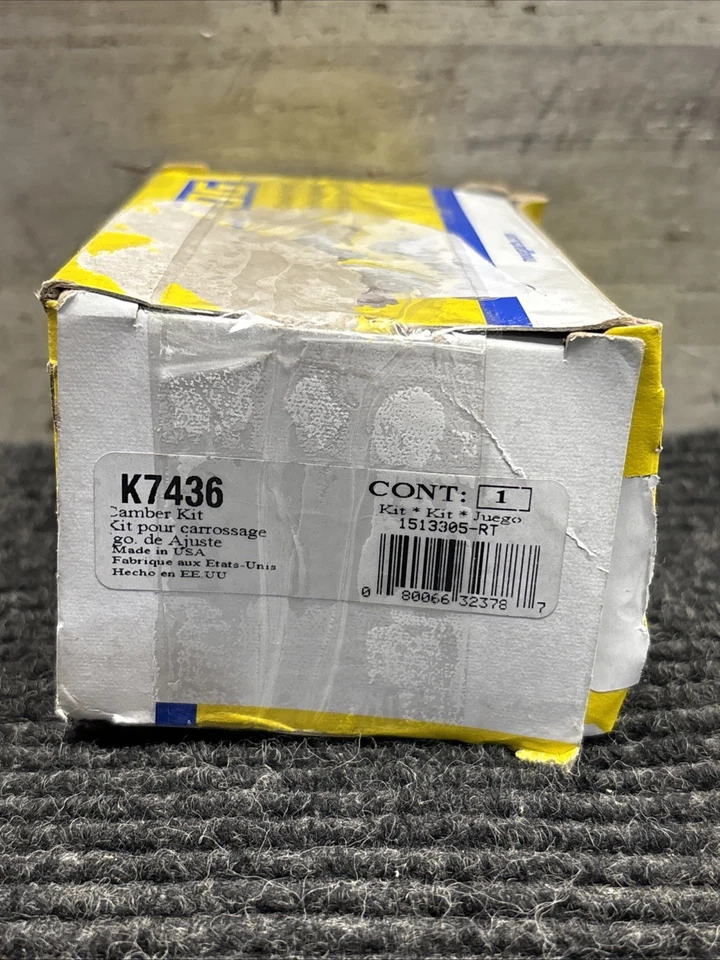 K7436
Camber Kit
Kit pour carrossage
go. de Ajuste
Made in USA
Fabrique aux Etats-Unis
Hecho en EE.UU
CONT: 1
Kit * Kit * Juego
1513305-RT
0 80066 32378 7